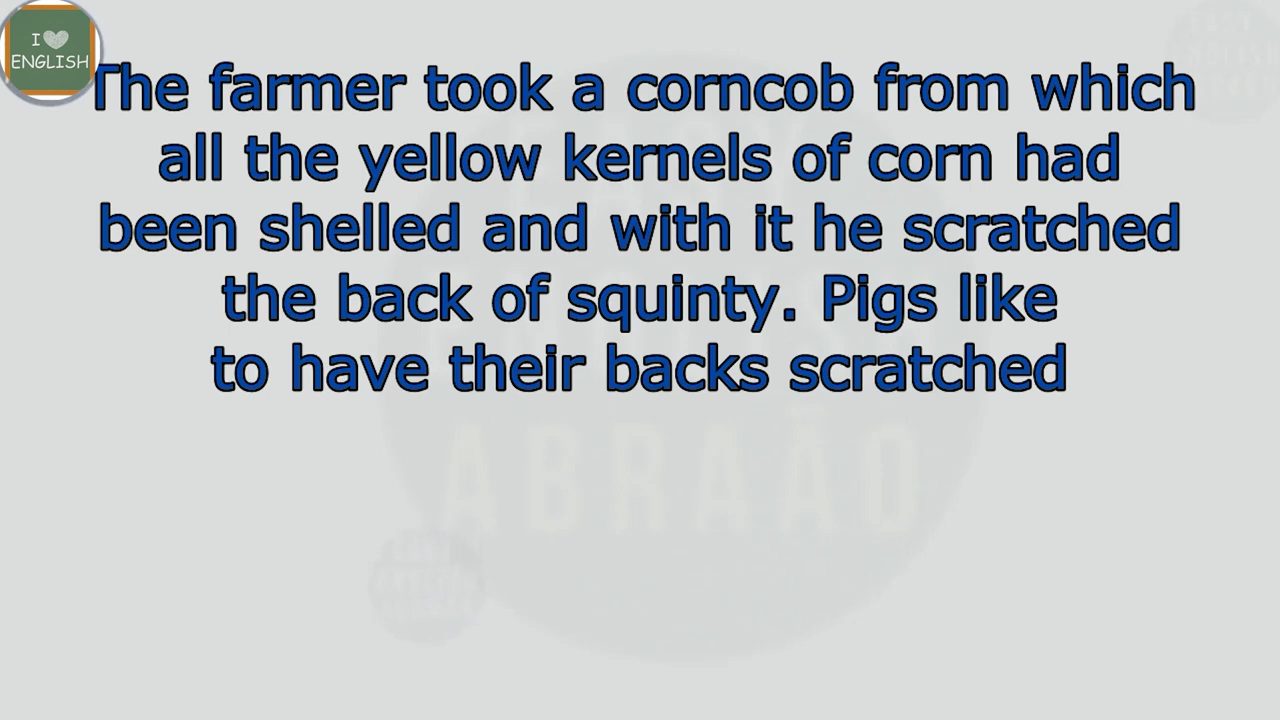 I
ENGLISH
The farmer took a corncob from which
all the yellow kernels of corn had
been shelled and with it he scratched
the back of squinty. Pigs like
to have their backs scratched
ABRAÃO